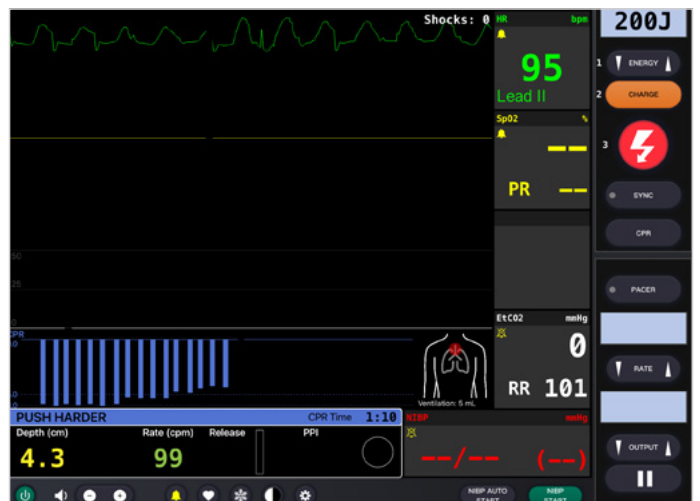 Shocks: 0
HR bpm
95
Lead II
SpO2 %
--
PR --
50
25
0
EtCO2 mmHg
0
RR 101
CPR
Ventilation: 5 mL
PUSH HARDER CPR Time 1:10
Depth (cm) Rate (cpm) Release PPI
4.3 99
NIBP mmHg
--/-- (--)
NIBP AUTO START
NIBP START
200J
1 ENERGY
2 CHARGE
3
SYNC
CPR
PACER
RATE
OUTPUT